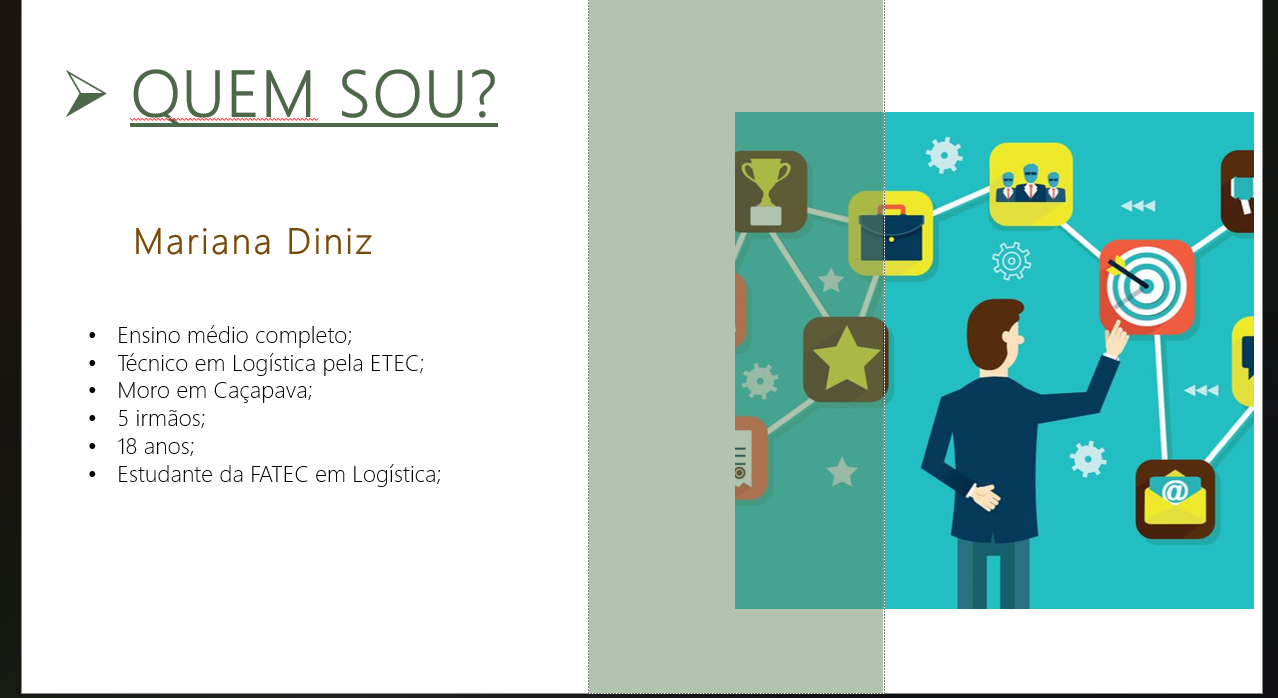 QUEM SOU?
Mariana Diniz
• Ensino médio completo;
• Técnico em Logística pela ETEC;
• Moro em Caçapava;
• 5 irmãos;
• 18 anos;
• Estudante da FATEC em Logística;
@